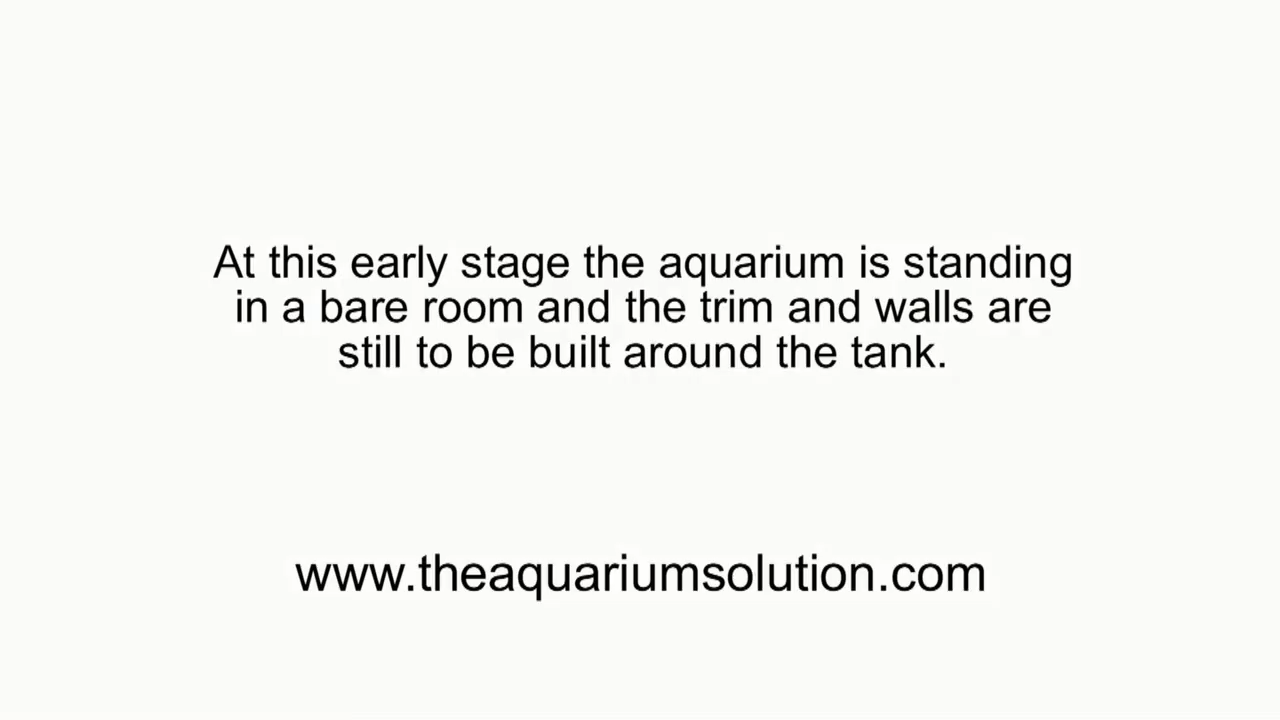 At this early stage the aquarium is standing
in a bare room and the trim and walls are
still to be built around the tank.
www.theaquariumsolution.com